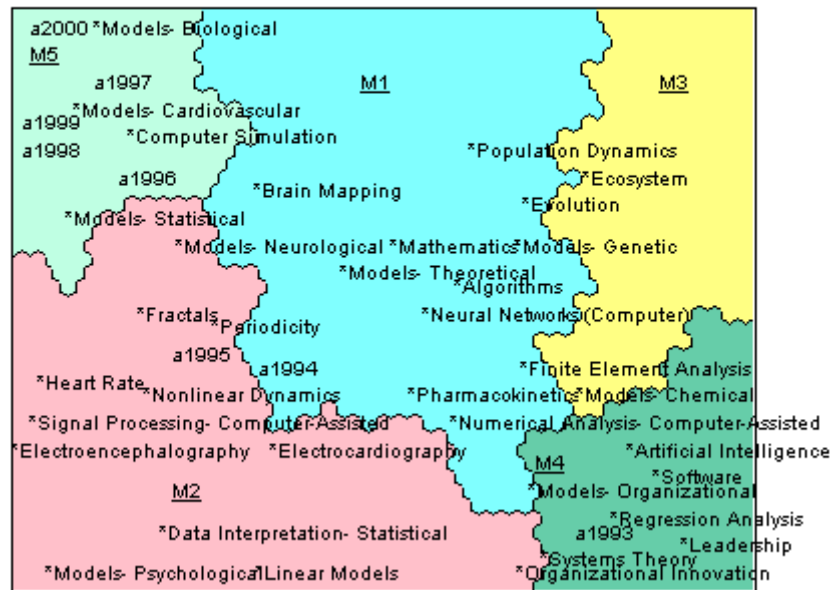 a2000 *Models- Biological
M5
a1997
M1
M3
*Models- Cardiovascular
a1999
*Computer Simulation
a1998
*Population Dynamics
a1996
*Ecosystem
*Brain Mapping
*Evolution
*Models- Statistical
*Models- Neurological *Mathematics *Models- Genetic
*Models- Theoretical
*Algorithms
*Fractals
*Periodicity
*Neural Networks (Computer)
a1995
a1994
*Finite Element Analysis
*Heart Rate
*Nonlinear Dynamics
*Pharmacokinetics *Models- Chemical
*Signal Processing- Computer-Assisted
*Numerical Analysis- Computer-Assisted
*Electroencephalography *Electrocardiography
*Artificial Intelligence
M4
*Software
M2
*Models- Organizational
*Regression Analysis
*Data Interpretation- Statistical
a1993
*Leadership
*Systems Theory
*Models- Psychological *Linear Models
*Organizational Innovation